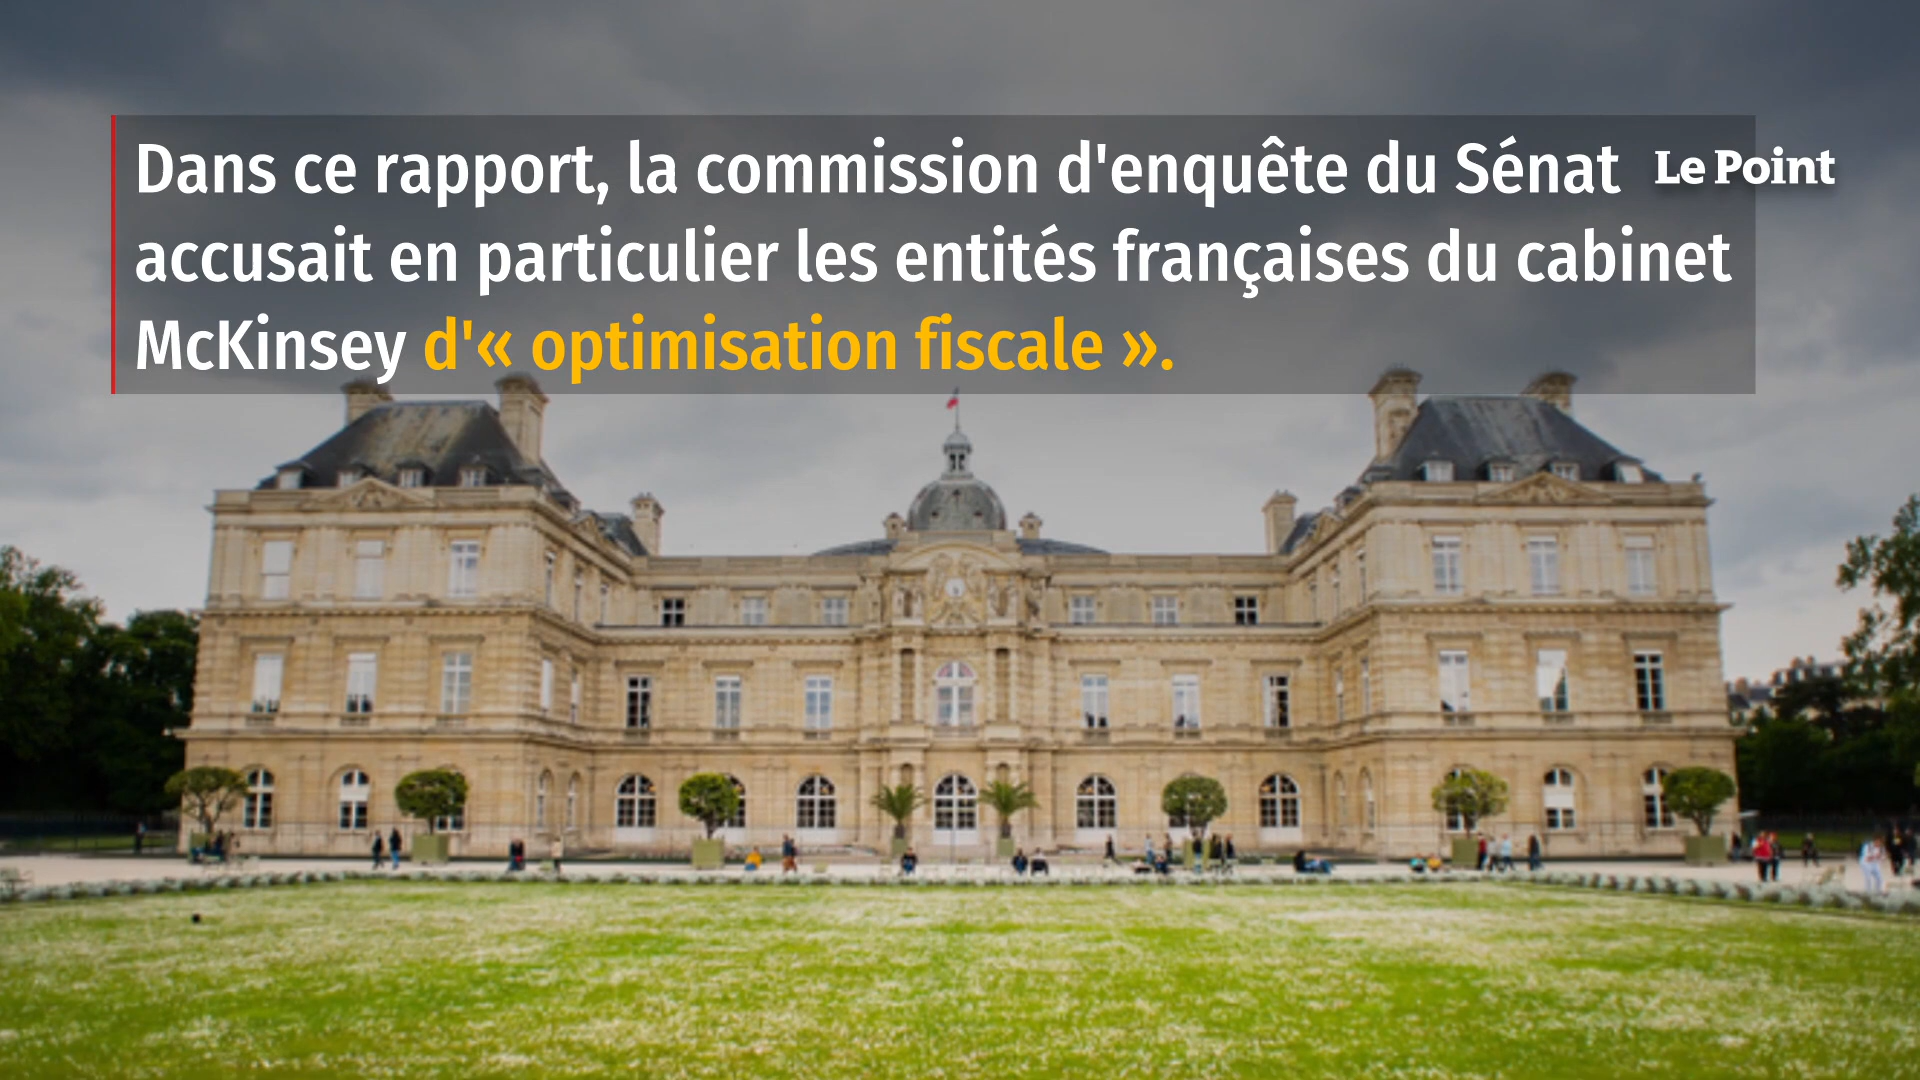 Dans ce rapport, la commission d'enquête du Sénat
Le Point
accusait en particulier les entités françaises du cabinet
McKinsey d'« optimisation fiscale ».